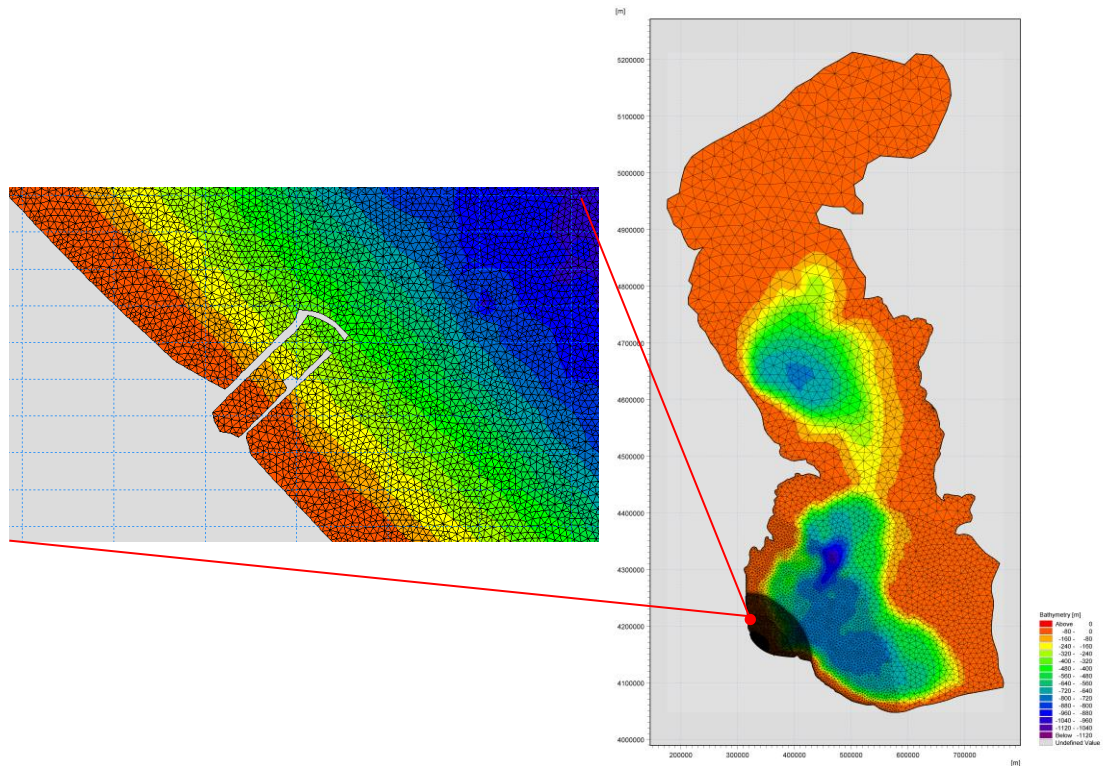 [m]
5200000
5100000
5000000
4900000
4800000
4700000
4600000
4500000
4400000
4300000
4200000
4100000
4000000
200000 300000 400000 500000 600000 700000
[m]
Bathymetry [m]
Above 0
-80 - 0
-160 - -80
-240 - -160
-320 - -240
-400 - -320
-480 - -400
-560 - -480
-640 - -560
-720 - -640
-800 - -720
-880 - -800
-960 - -880
-1040 - -960
-1120 - -1040
Below -1120
Undefined Value